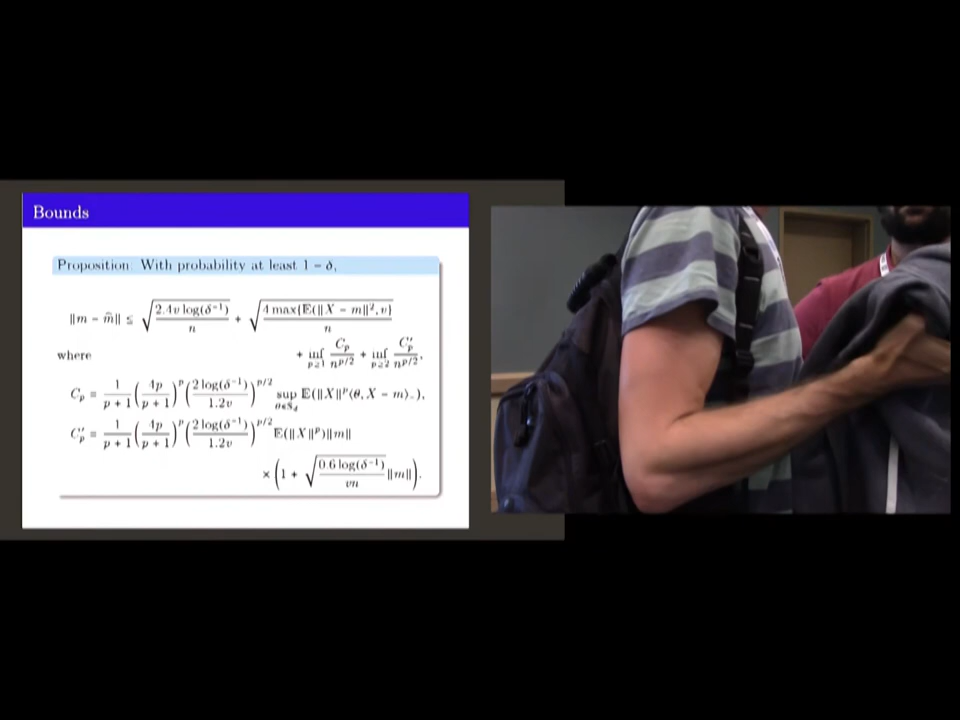 Bounds
Proposition: With probability at least 1 − δ,
‖m − m̂‖ ≤ √(2.4v log(δ⁻¹) / n) + √(4 max{𝔼(‖X − m‖², v} / n)
where + inf_{p≥1} C_p / n^{p/2} + inf_{p≥2} C′_p / n^{p/2},
C_p = 1/(p + 1) (4p/(p + 1))^p (2 log(δ⁻¹)/1.2v)^{p/2} sup_{θ∈𝕊_d} 𝔼(‖X‖^p ⟨θ, X − m⟩₋),
C′_p = 1/(p + 1) (4p/(p + 1))^p (2 log(δ⁻¹)/1.2v)^{p/2} 𝔼(‖X‖^p)‖m‖
× (1 + √(0.6 log(δ⁻¹) / vn) ‖m‖).